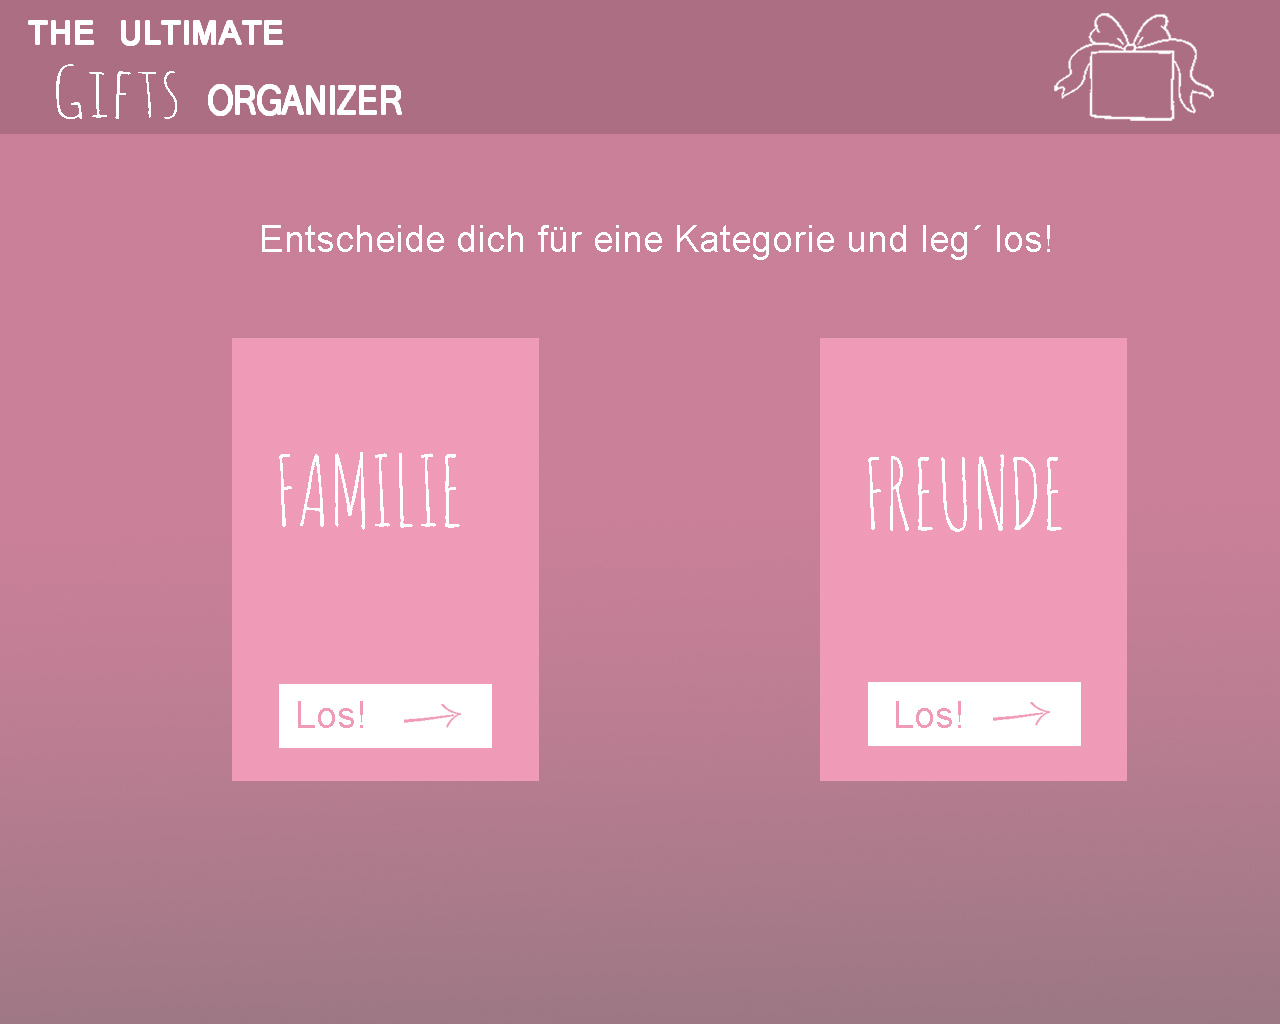 THE ULTIMATE
GIFTS ORGANIZER
Entscheide dich für eine Kategorie und leg´ los!
FAMILIE
FREUNDE
Los!
Los!